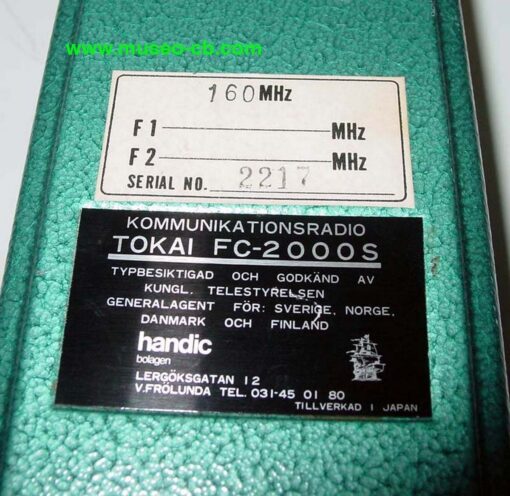 www.museo-cb.com
160 MHz
F1 MHz
F2 MHz
SERIAL NO. 2217
KOMMUNIKATIONSRADIO
TOKAI FC-2000S
TYPBESIKTIGAD OCH GODKÄND AV
KUNGL. TELESTYRELSEN
GENERALAGENT FÖR: SVERIGE, NORGE,
DANMARK OCH FINLAND
handic
bolagen
LERGÖKSGATAN 12
V.FRÖLUNDA TEL. 031-45 01 80
TILLVERKAD I JAPAN